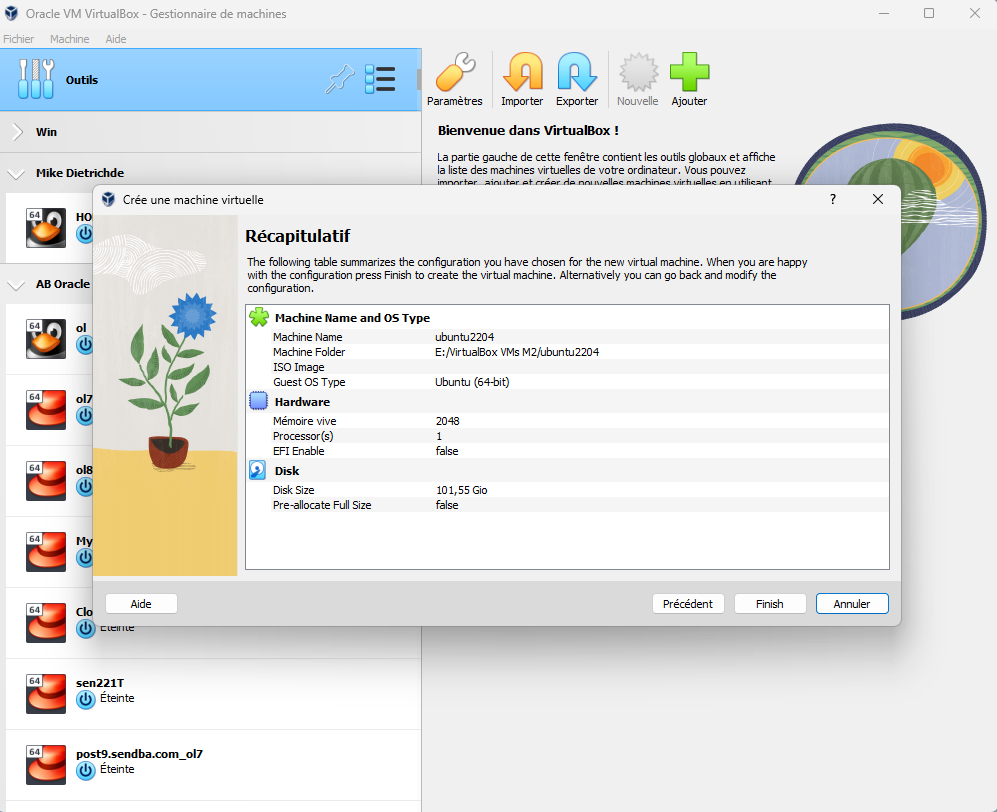 Oracle VM VirtualBox - Gestionnaire de machines
Fichier Machine Aide
Outils
Paramètres Importer Exporter Nouvelle Ajouter
Win
Mike Dietrichde
64 HO
AB Oracle
64 ol
64 ol7
64 ol8
64 My
64 Clo
Éteinte
64 sen221T
Éteinte
64 post9.sendba.com_ol7
Éteinte
Bienvenue dans VirtualBox !
La partie gauche de cette fenêtre contient les outils globaux et affiche
la liste des machines virtuelles de votre ordinateur. Vous pouvez
importer, ajouter et créer de nouvelles machines virtuelles en utilisant
Crée une machine virtuelle
?
Récapitulatif
The following table summarizes the configuration you have chosen for the new virtual machine. When you are happy
with the configuration press Finish to create the virtual machine. Alternatively you can go back and modify the
configuration.
Machine Name and OS Type
Machine Name ubuntu2204
Machine Folder E:/VirtualBox VMs M2/ubuntu2204
ISO Image
Guest OS Type Ubuntu (64-bit)
Hardware
Mémoire vive 2048
Processor(s) 1
EFI Enable false
Disk
Disk Size 101,55 Gio
Pre-allocate Full Size false
Aide Précédent Finish Annuler